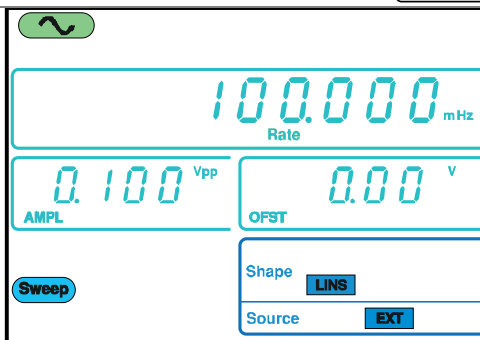 100.000 mHz
Rate
0.100 Vpp
AMPL
0.00 V
OFST
Sweep
Shape LINS
Source EXT